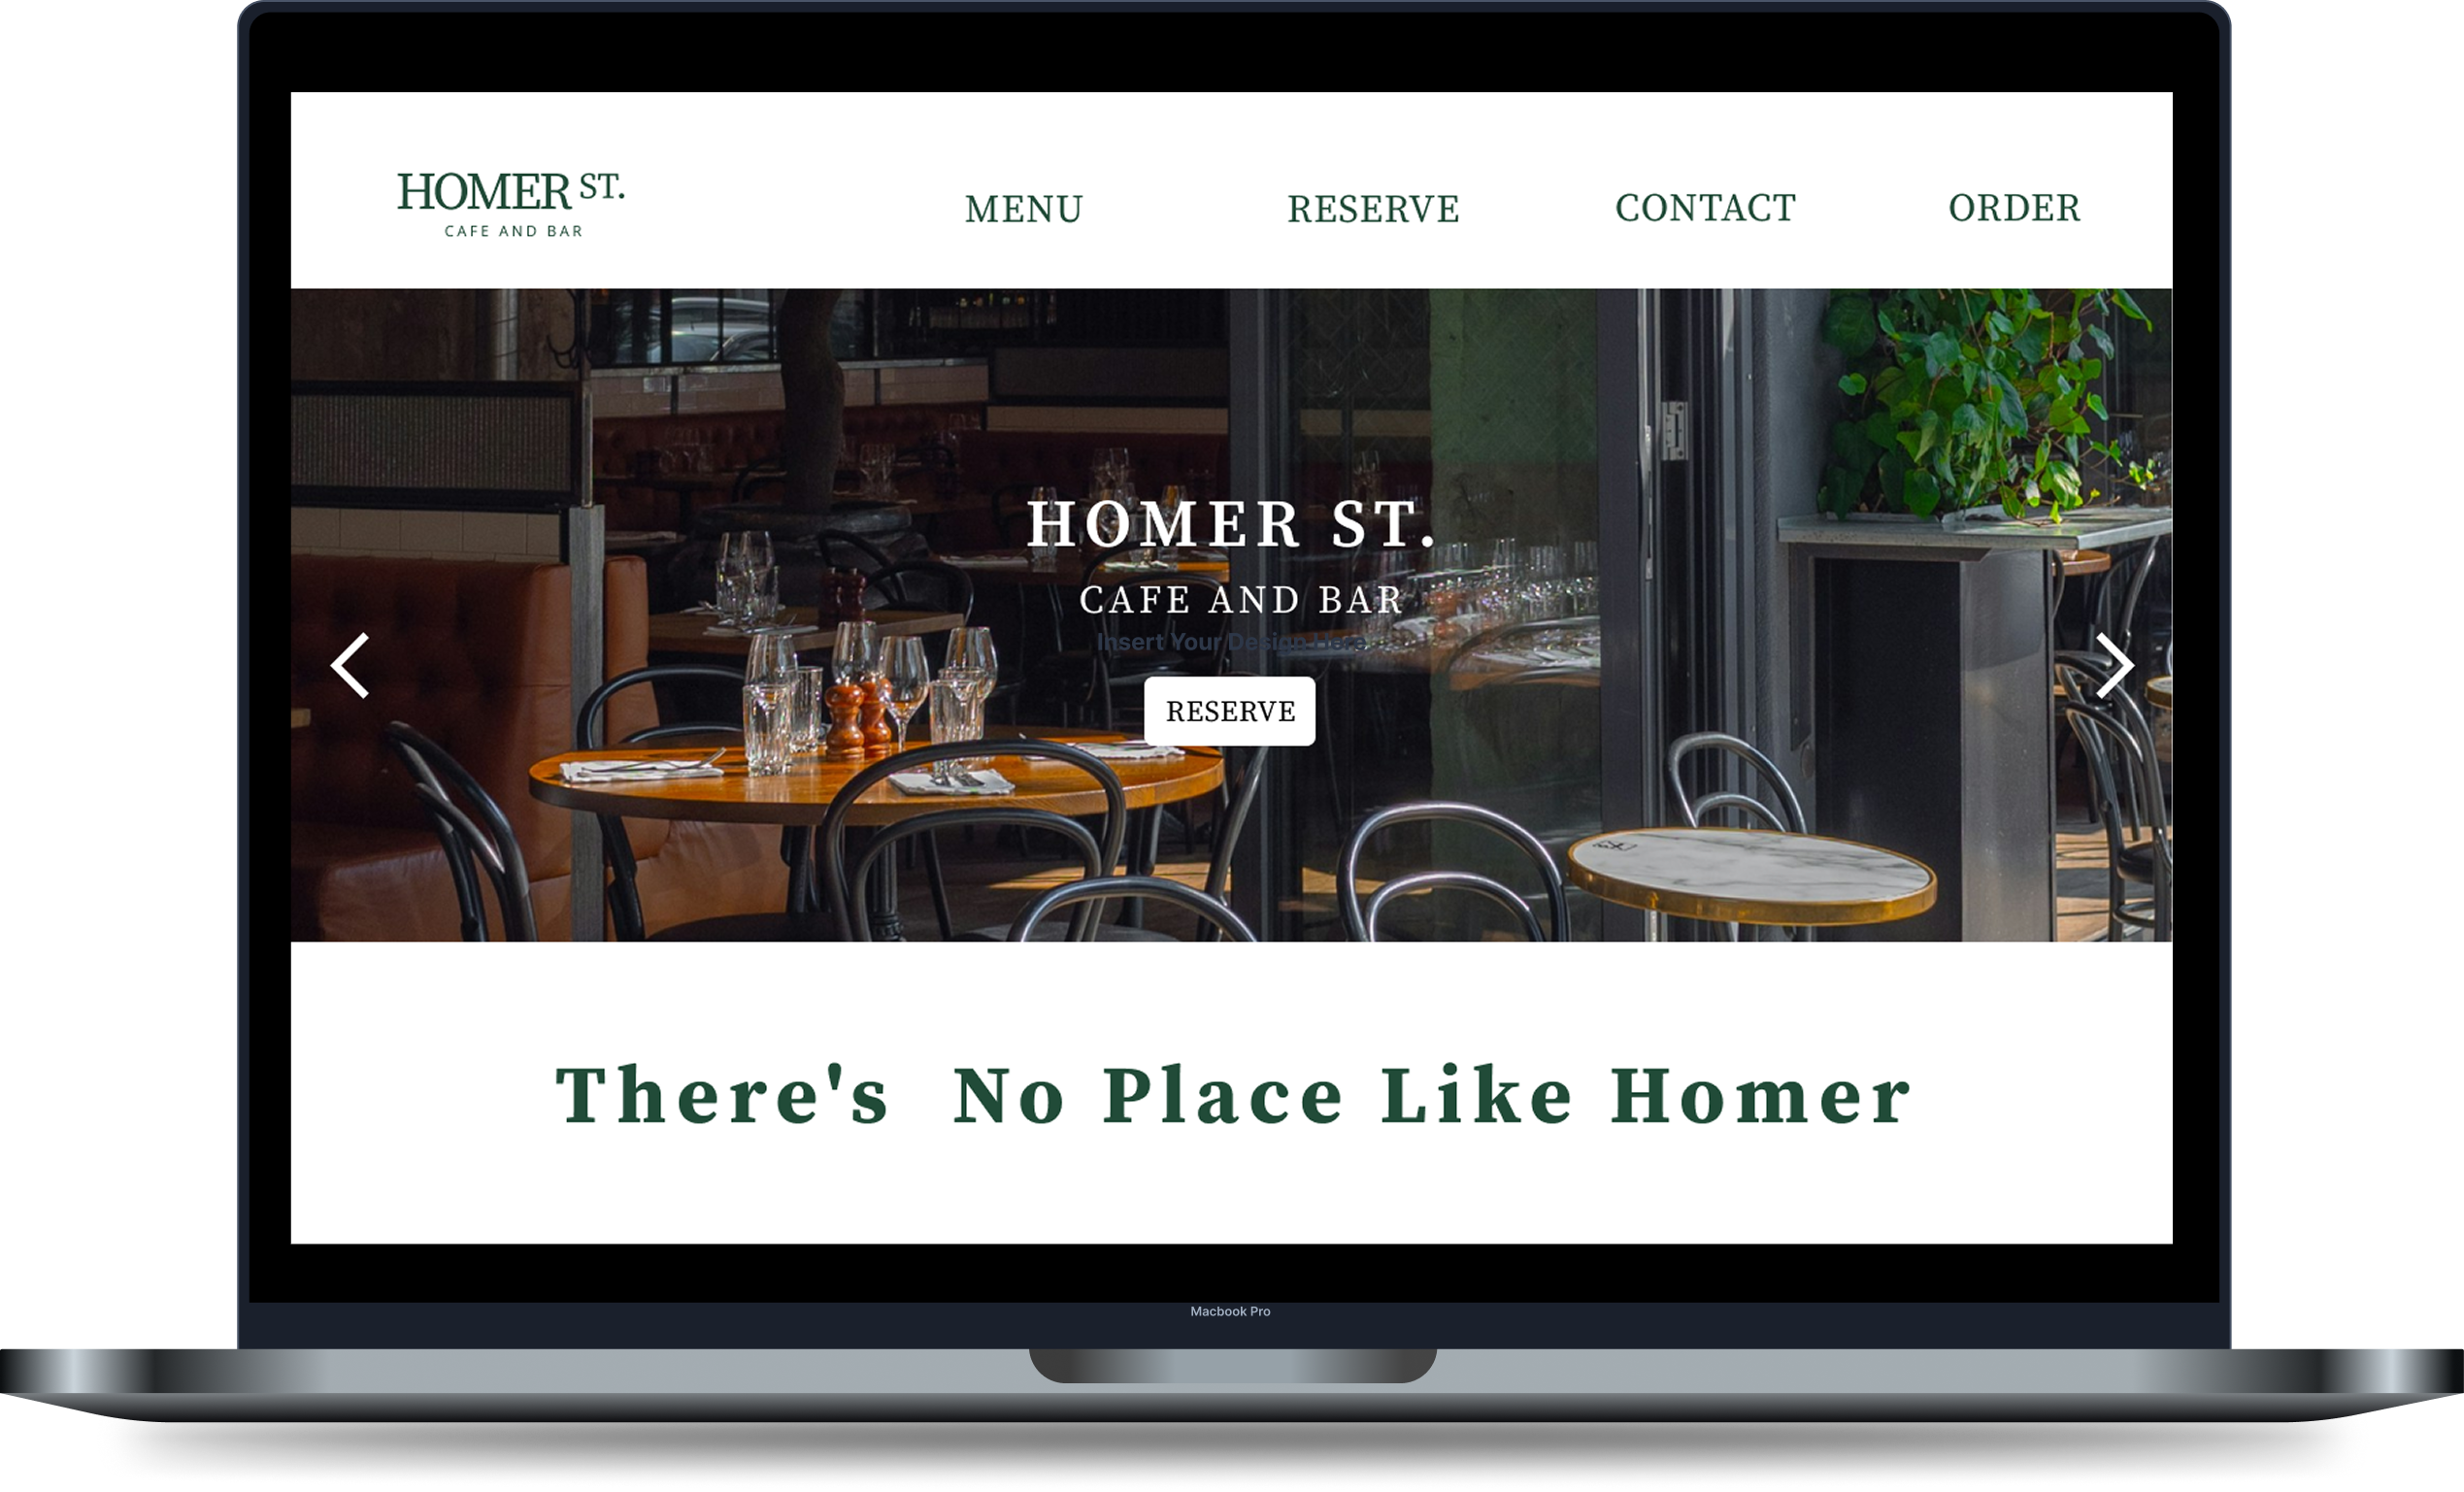 HOMER ST.
CAFE AND BAR
MENU
RESERVE
CONTACT
ORDER
HOMER ST.
CAFE AND BAR
Insert Your Design Here
RESERVE
There's No Place Like Homer
Macbook Pro